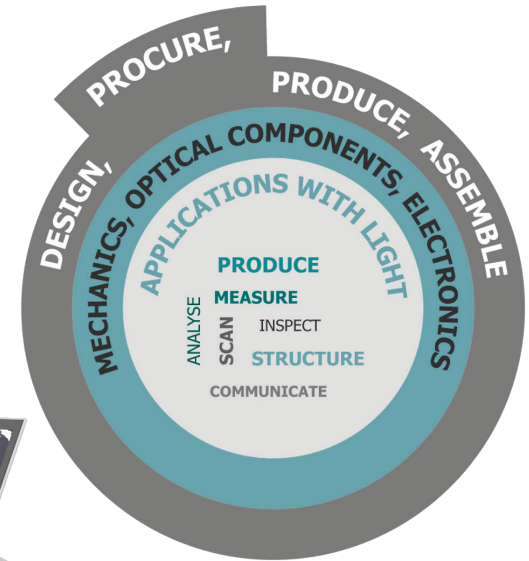 DESIGN, PROCURE, PRODUCE, ASSEMBLE
MECHANICS, OPTICAL COMPONENTS, ELECTRONICS
APPLICATIONS WITH LIGHT
PRODUCE
MEASURE
ANALYSE
SCAN
INSPECT
STRUCTURE
COMMUNICATE